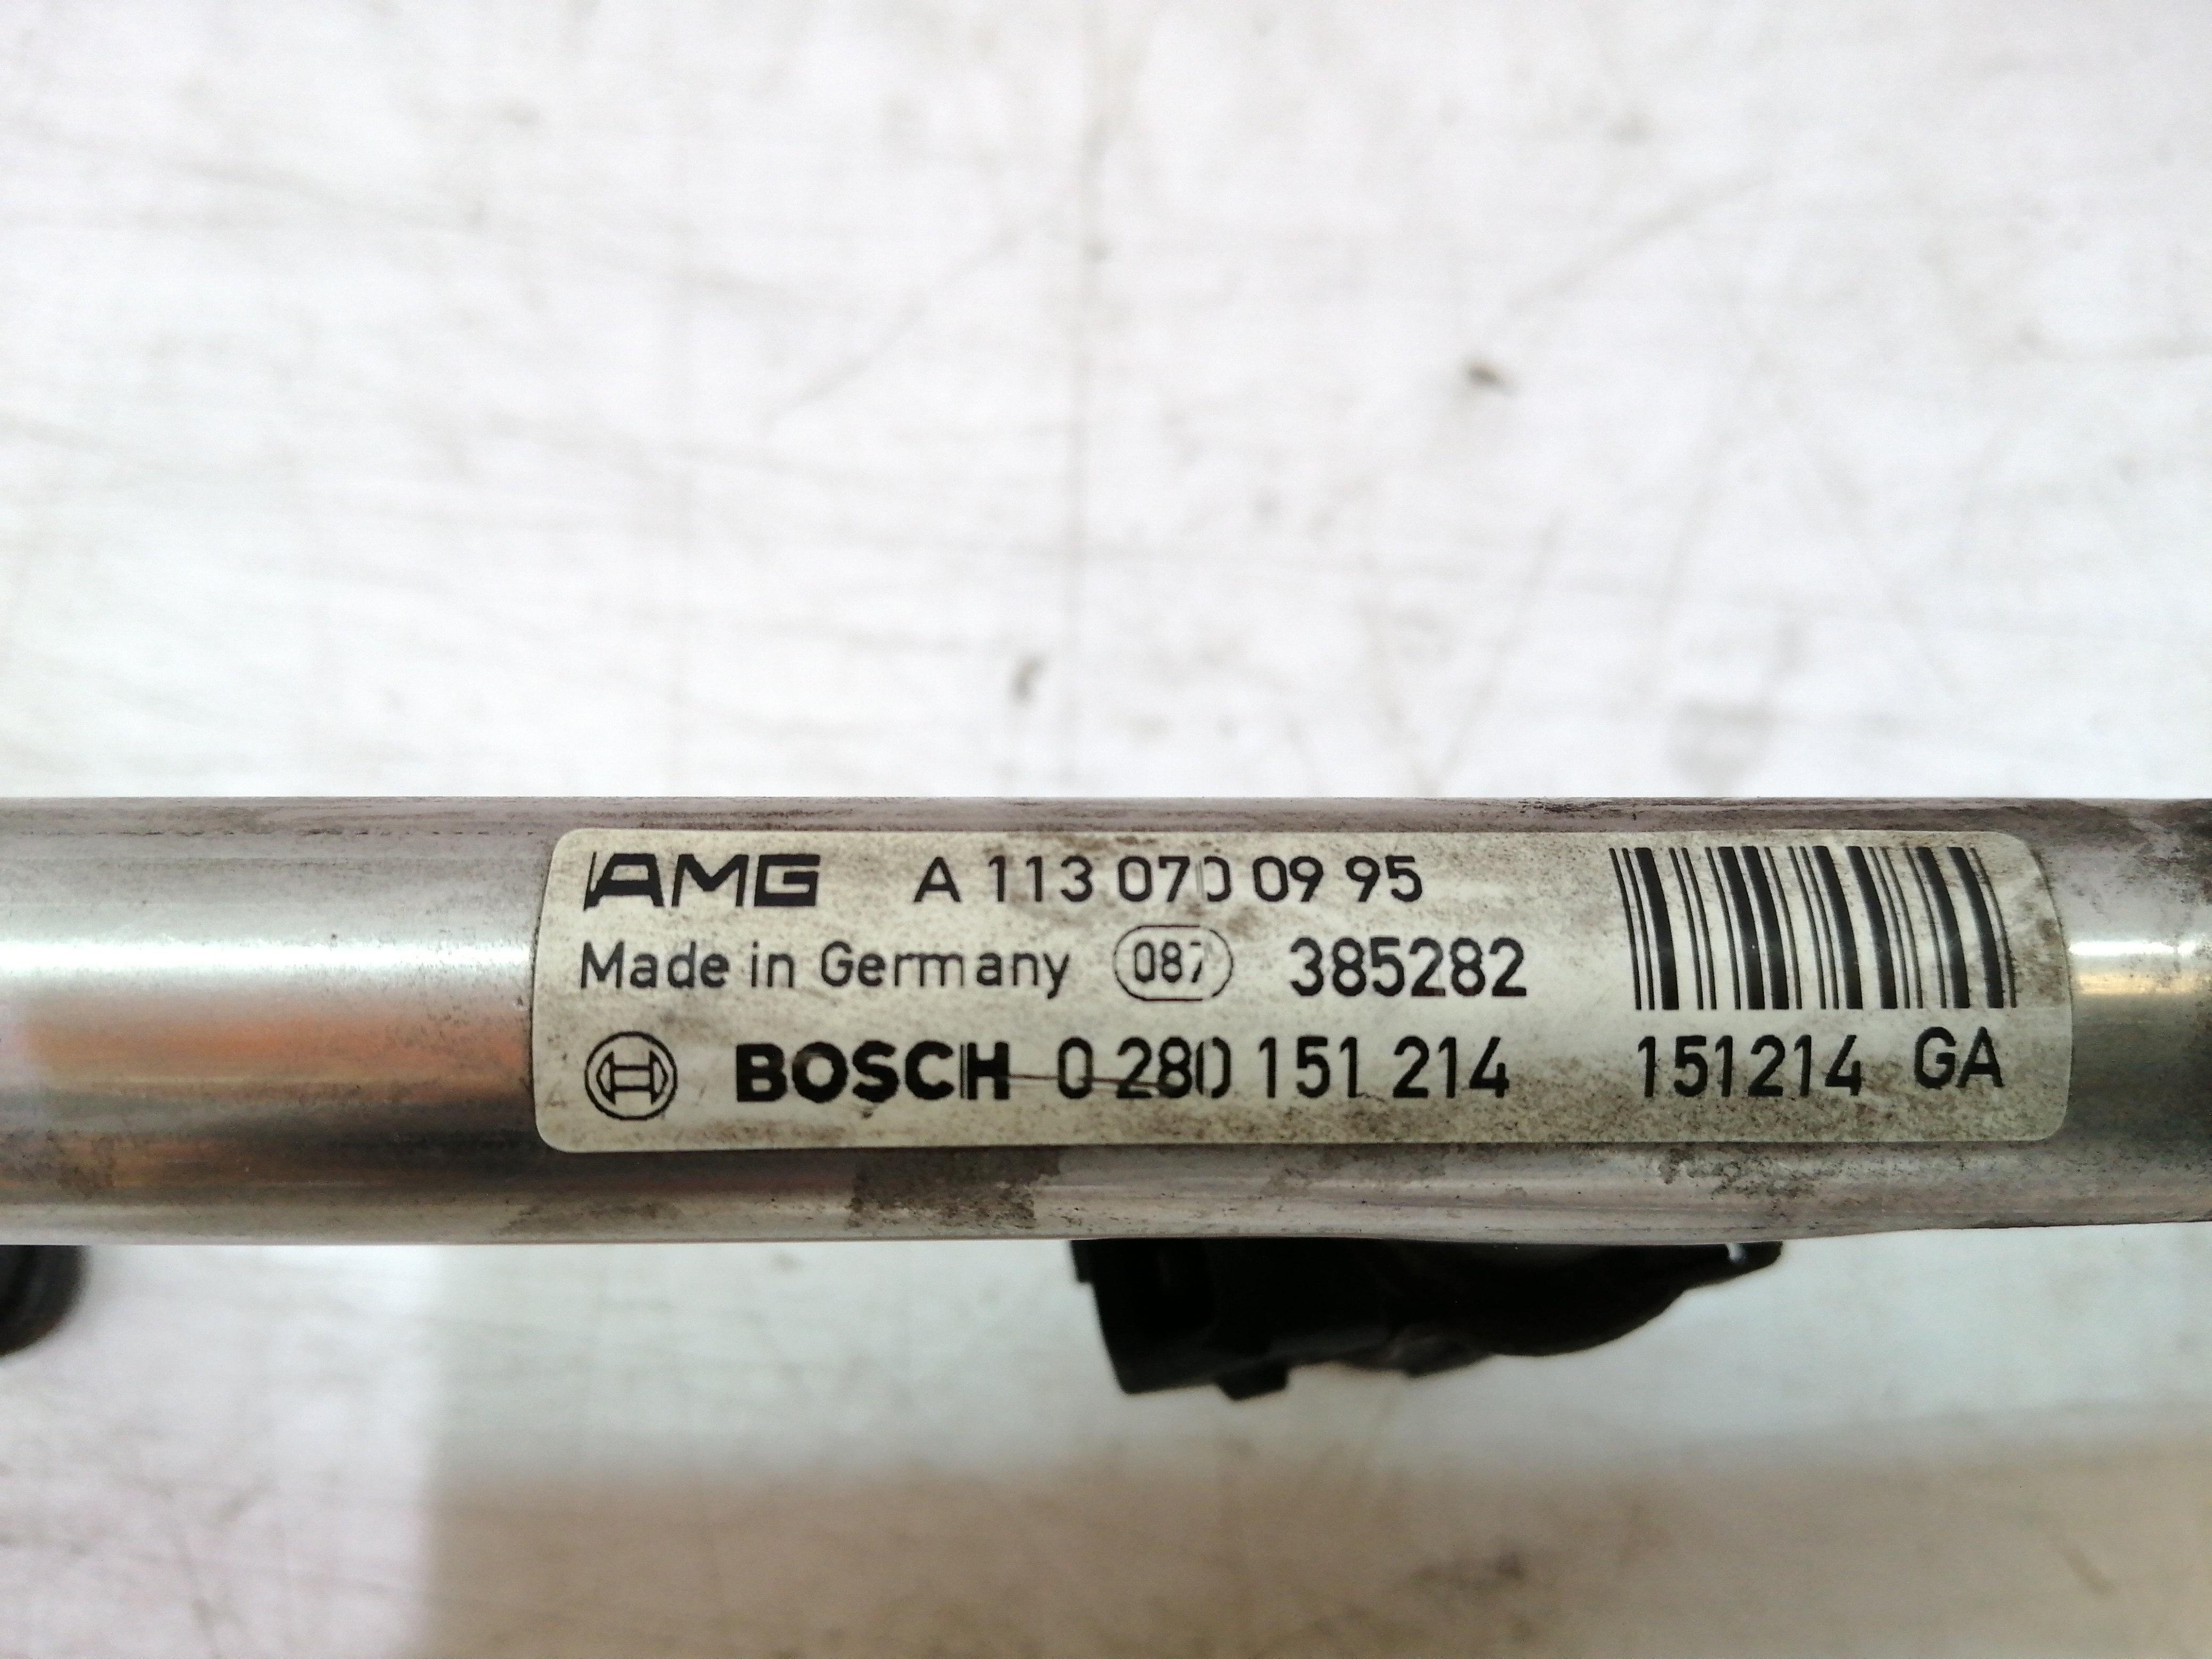 AMG A 113 070 09 95
Made in Germany 087 385282
BOSCH 0 280 151 214 151214 GA